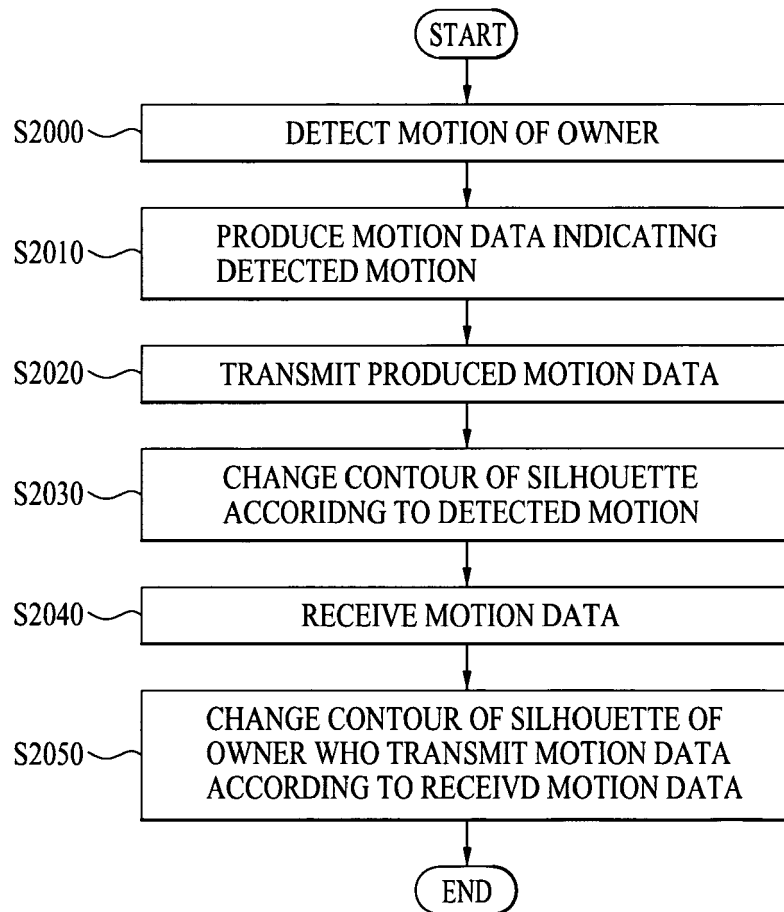 START
S2000
DETECT MOTION OF OWNER
S2010
PRODUCE MOTION DATA INDICATING
DETECTED MOTION
S2020
TRANSMIT PRODUCED MOTION DATA
S2030
CHANGE CONTOUR OF SILHOUETTE
ACCORIDNG TO DETECTED MOTION
S2040
RECEIVE MOTION DATA
S2050
CHANGE CONTOUR OF SILHOUETTE OF
OWNER WHO TRANSMIT MOTION DATA
ACCORDING TO RECEIVD MOTION DATA
END